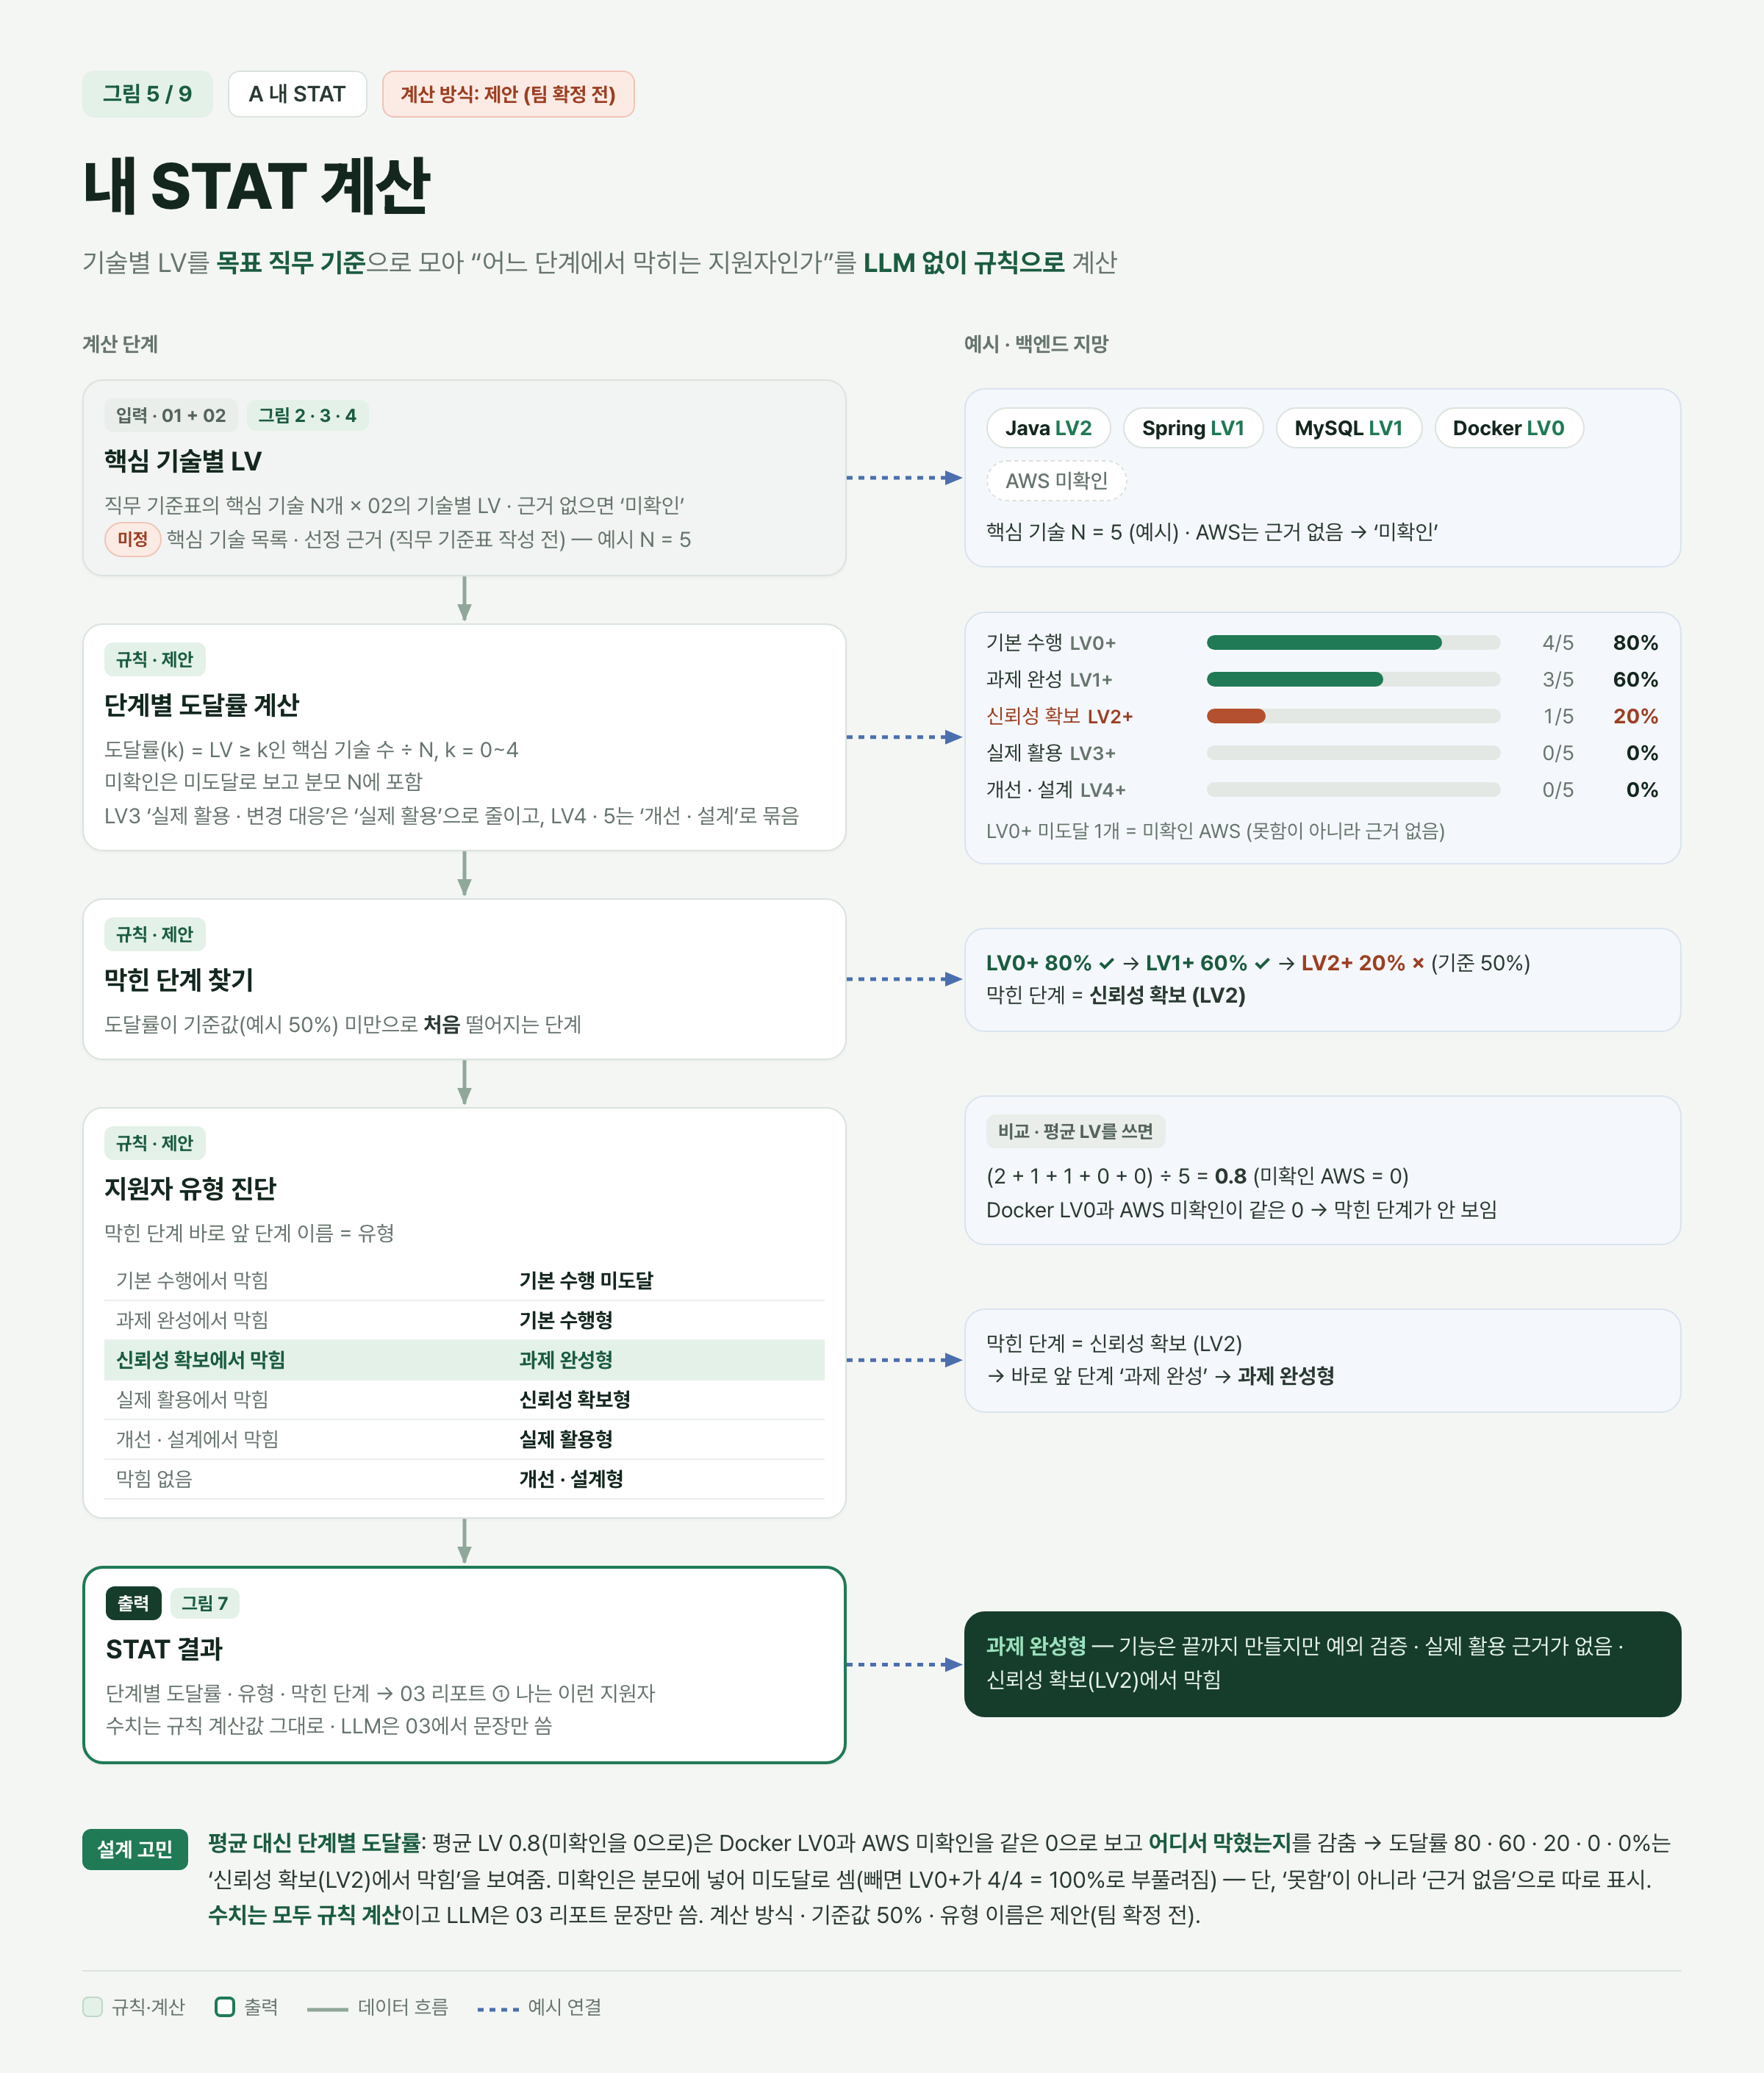 그림 5 / 9
A 내 STAT
계산 방식: 제안 (팀 확정 전)
내 STAT 계산
기술별 LV를 목표 직무 기준으로 모아 “어느 단계에서 막히는 지원자인가”를 LLM 없이 규칙으로 계산
계산 단계
입력 · 01 + 02
그림 2 · 3 · 4
핵심 기술별 LV
직무 기준표의 핵심 기술 N개 × 02의 기술별 LV · 근거 없으면 ‘미확인’
미정 핵심 기술 목록 · 선정 근거 (직무 기준표 작성 전) — 예시 N = 5
예시 · 백엔드 지망
Java LV2
Spring LV1
MySQL LV1
Docker LV0
AWS 미확인
핵심 기술 N = 5 (예시) · AWS는 근거 없음 → ‘미확인’
규칙 · 제안
단계별 도달률 계산
도달률(k) = LV ≥ k인 핵심 기술 수 ÷ N, k = 0~4
미확인은 미도달로 보고 분모 N에 포함
LV3 ‘실제 활용 · 변경 대응’은 ‘실제 활용’으로 줄이고, LV4 · 5는 ‘개선 · 설계’로 묶음
기본 수행 LV0+ 4/5 80%
과제 완성 LV1+ 3/5 60%
신뢰성 확보 LV2+ 1/5 20%
실제 활용 LV3+ 0/5 0%
개선 · 설계 LV4+ 0/5 0%
LV0+ 미도달 1개 = 미확인 AWS (못함이 아니라 근거 없음)
규칙 · 제안
막힌 단계 찾기
도달률이 기준값(예시 50%) 미만으로 처음 떨어지는 단계
LV0+ 80% ✓ → LV1+ 60% ✓ → LV2+ 20% × (기준 50%)
막힌 단계 = 신뢰성 확보 (LV2)
규칙 · 제안
지원자 유형 진단
막힌 단계 바로 앞 단계 이름 = 유형
기본 수행에서 막힘 기본 수행 미도달
과제 완성에서 막힘 기본 수행형
신뢰성 확보에서 막힘 과제 완성형
실제 활용에서 막힘 신뢰성 확보형
개선 · 설계에서 막힘 실제 활용형
막힘 없음 개선 · 설계형
비교 · 평균 LV를 쓰면
(2 + 1 + 1 + 0 + 0) ÷ 5 = 0.8 (미확인 AWS = 0)
Docker LV0과 AWS 미확인이 같은 0 → 막힌 단계가 안 보임
막힌 단계 = 신뢰성 확보 (LV2)
→ 바로 앞 단계 ‘과제 완성’ → 과제 완성형
출력
그림 7
STAT 결과
단계별 도달률 · 유형 · 막힌 단계 → 03 리포트 ① 나는 이런 지원자
수치는 규칙 계산값 그대로 · LLM은 03에서 문장만 씀
과제 완성형 — 기능은 끝까지 만들지만 예외 검증 · 실제 활용 근거가 없음 ·
신뢰성 확보(LV2)에서 막힘
설계 고민
평균 대신 단계별 도달률: 평균 LV 0.8(미확인을 0으로)은 Docker LV0과 AWS 미확인을 같은 0으로 보고 어디서 막혔는지를 감춤 → 도달률 80 · 60 · 20 · 0 · 0%는
‘신뢰성 확보(LV2)에서 막힘’을 보여줌. 미확인은 분모에 넣어 미도달로 셈(빼면 LV0+가 4/4 = 100%로 부풀려짐) — 단, ‘못함’이 아니라 ‘근거 없음’으로 따로 표시.
수치는 모두 규칙 계산이고 LLM은 03 리포트 문장만 씀. 계산 방식 · 기준값 50% · 유형 이름은 제안(팀 확정 전).
규칙·계산
출력
데이터 흐름
예시 연결